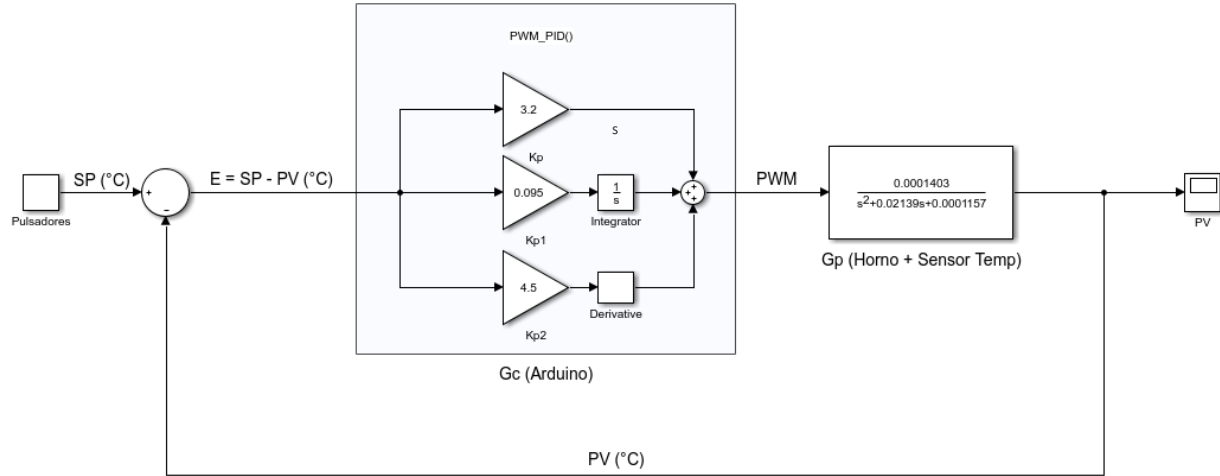 PWM_PID()
3.2
S
Kp
SP (°C)
E = SP - PV (°C)
+
−
0.095
1
s
+
+
+
PWM
0.0001403
s²+0.02139s+0.0001157
Pulsadores
Integrator
PV
Kp1
Gp (Horno + Sensor Temp)
4.5
Derivative
Kp2
Gc (Arduino)
PV (°C)